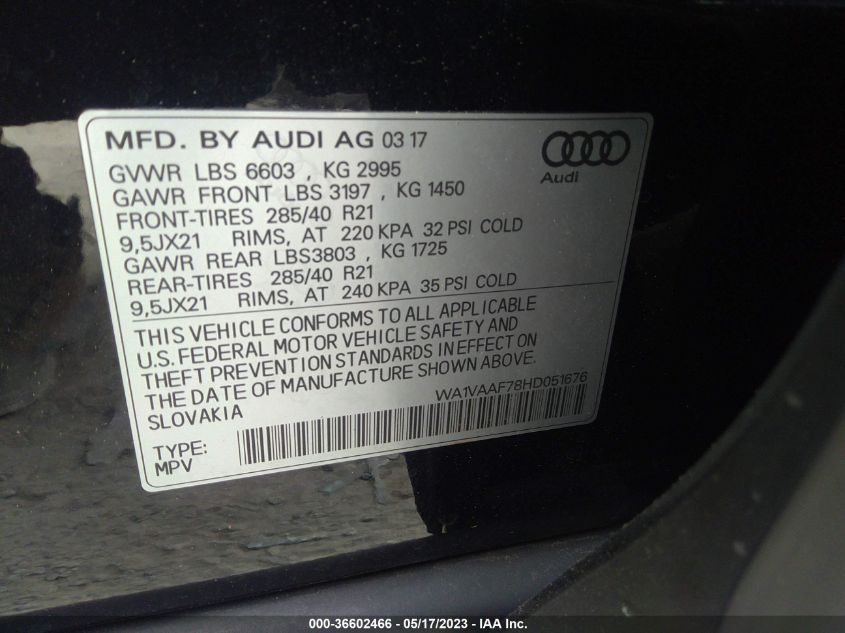 MFD. BY AUDI AG 03 17
Audi
GVWR LBS 6603 , KG 2995
GAWR FRONT LBS 3197 , KG 1450
FRONT-TIRES 285/40 R21
9,5JX21 RIMS, AT 220 KPA 32 PSI COLD
GAWR REAR LBS3803 , KG 1725
REAR-TIRES 285/40 R21
9,5JX21 RIMS, AT 240 KPA 35 PSI COLD
THIS VEHICLE CONFORMS TO ALL APPLICABLE
U.S. FEDERAL MOTOR VEHICLE SAFETY AND
THEFT PREVENTION STANDARDS IN EFFECT ON
THE DATE OF MANUFACTURE SHOWN ABOVE.
SLOVAKIA
WA1VAAF78HD051676
TYPE:
MPV
000-36602466 - 05/17/2023 - IAA Inc.